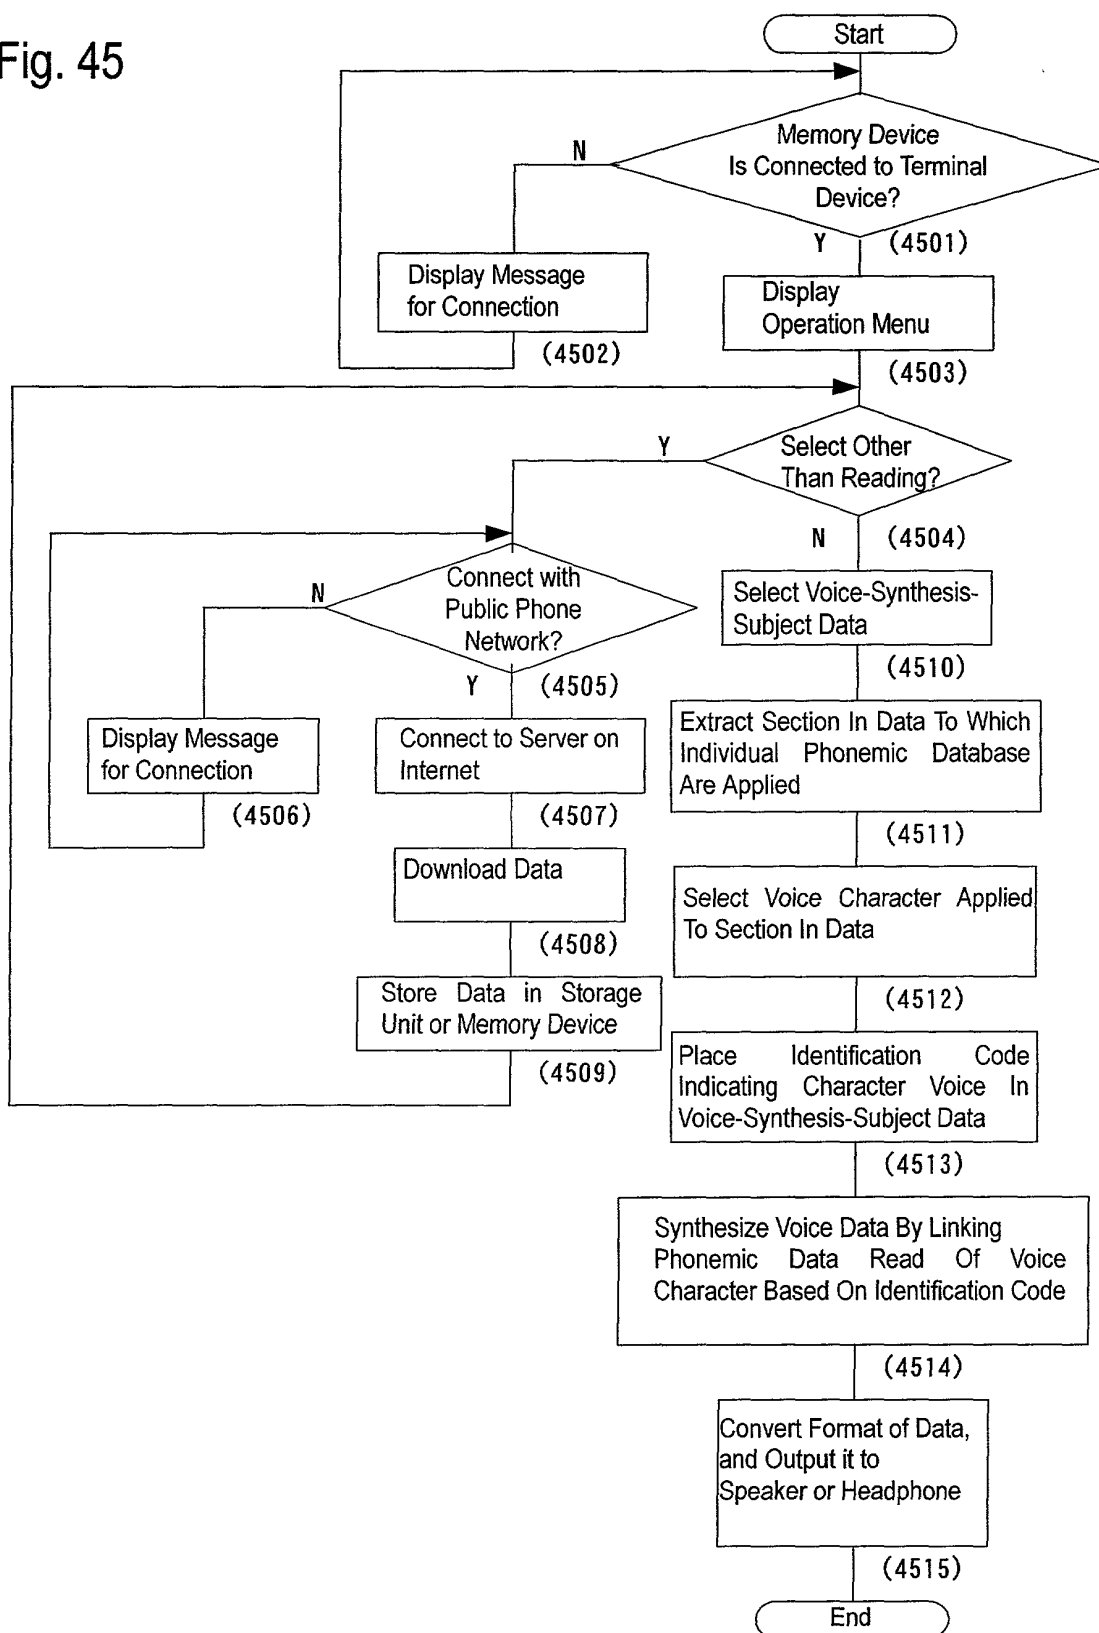 Fig. 45
Start
Memory Device
Is Connected to Terminal
Device?
N
Y
(4501)
Display Message
for Connection
(4502)
Display
Operation Menu
(4503)
Select Other
Than Reading?
Y
N
(4504)
Connect with
Public Phone
Network?
N
Y
(4505)
Display Message
for Connection
(4506)
Connect to Server on
Internet
(4507)
Download Data
(4508)
Store Data in Storage
Unit or Memory Device
(4509)
Select Voice-Synthesis-
Subject Data
(4510)
Extract Section In Data To Which
Individual Phonemic Database
Are Applied
(4511)
Select Voice Character Applied
To Section In Data
(4512)
Place Identification Code
Indicating Character Voice In
Voice-Synthesis-Subject Data
(4513)
Synthesize Voice Data By Linking
Phonemic Data Read Of Voice
Character Based On Identification Code
(4514)
Convert Format of Data,
and Output it to
Speaker or Headphone
(4515)
End